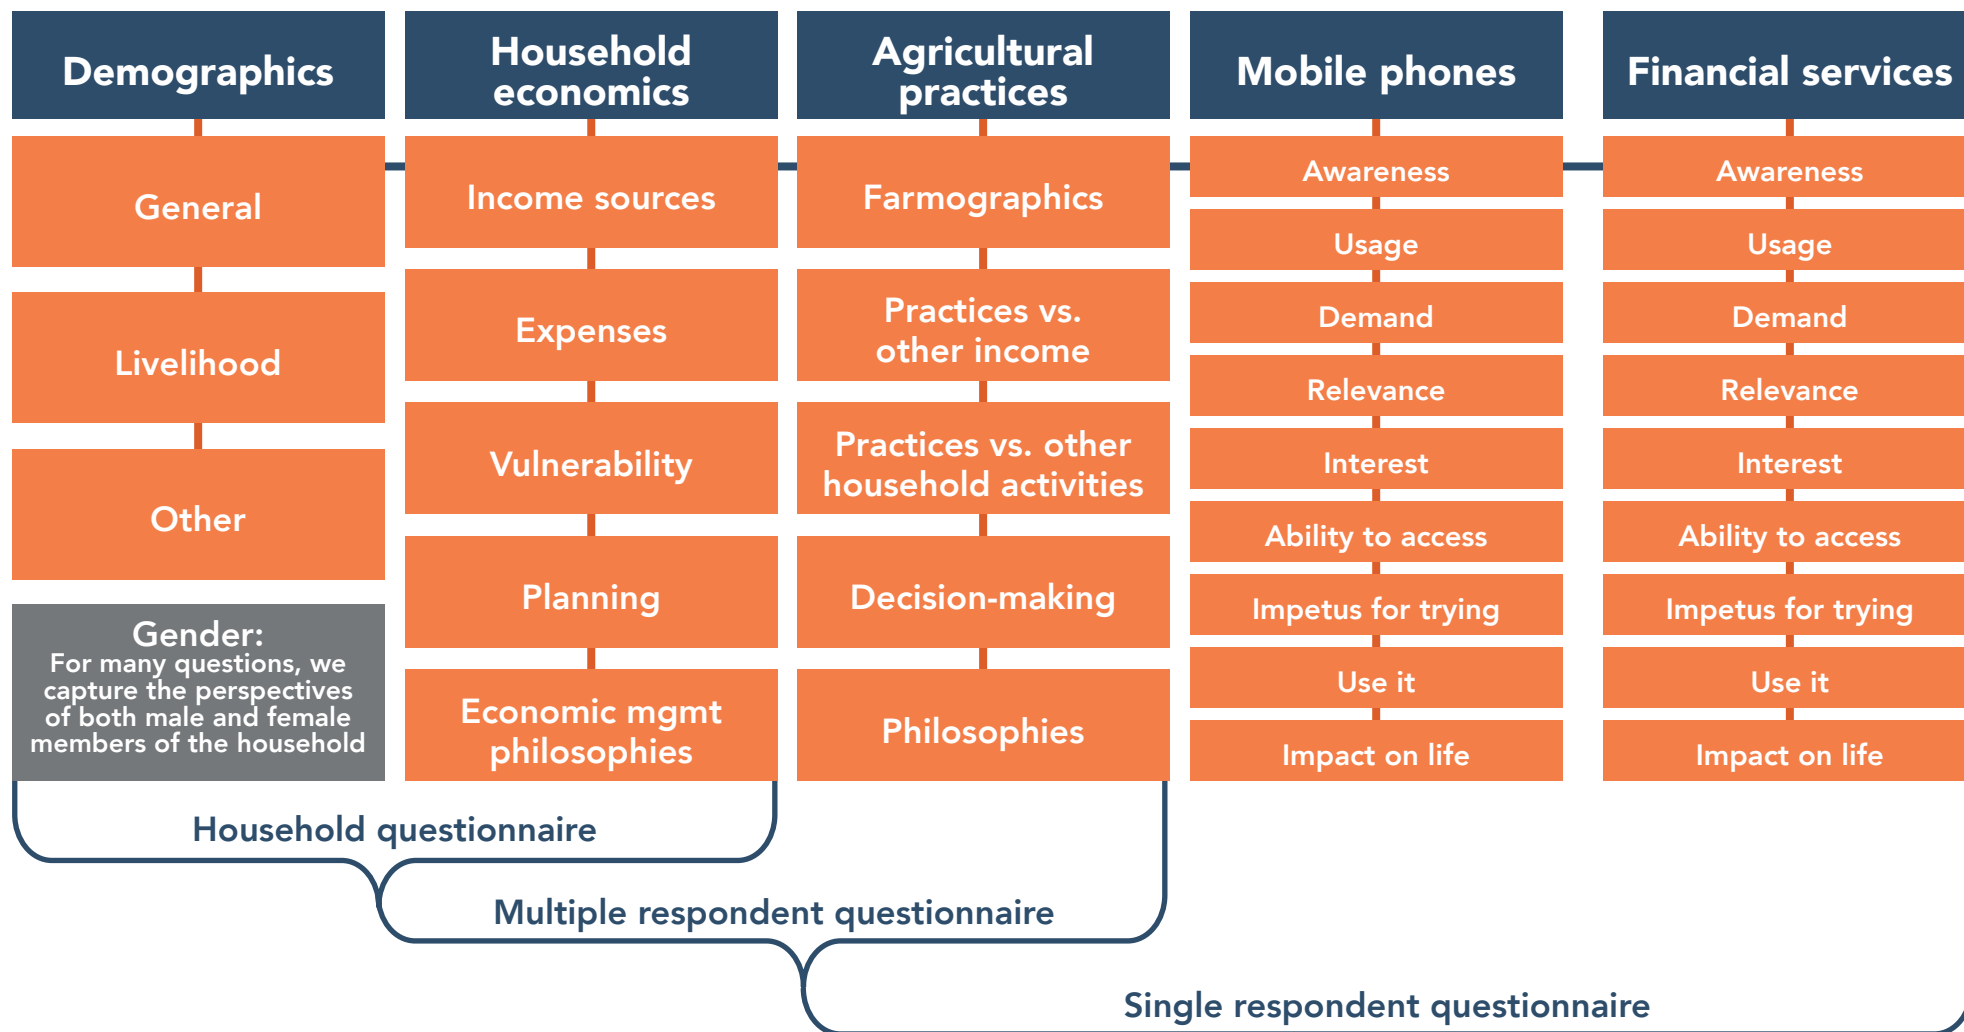 Demographics
General
Livelihood
Other
Gender:
For many questions, we
capture the perspectives
of both male and female
members of the household
Household
economics
Income sources
Expenses
Vulnerability
Planning
Economic mgmt
philosophies
Agricultural
practices
Farmographics
Practices vs.
other income
Practices vs. other
household activities
Decision-making
Philosophies
Mobile phones
Awareness
Usage
Demand
Relevance
Interest
Ability to access
Impetus for trying
Use it
Impact on life
Financial services
Awareness
Usage
Demand
Relevance
Interest
Ability to access
Impetus for trying
Use it
Impact on life
Household questionnaire
Multiple respondent questionnaire
Single respondent questionnaire